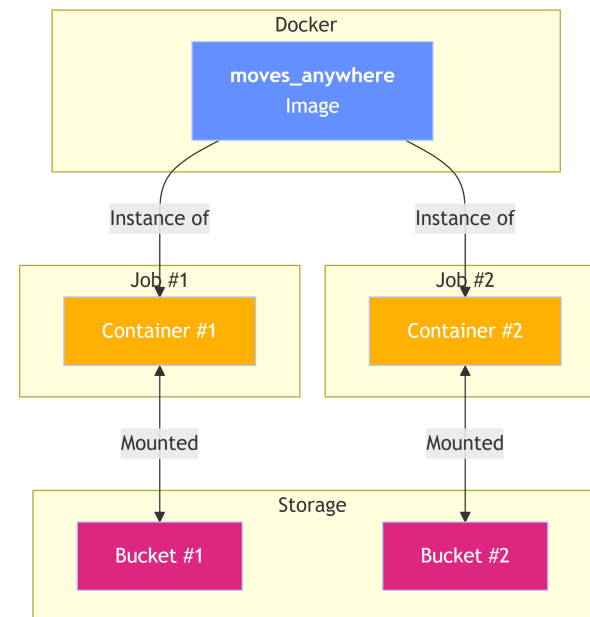 Docker
moves_anywhere
Image
Instance of
Instance of
Job #1
Job #2
Container #1
Container #2
Mounted
Mounted
Storage
Bucket #1
Bucket #2